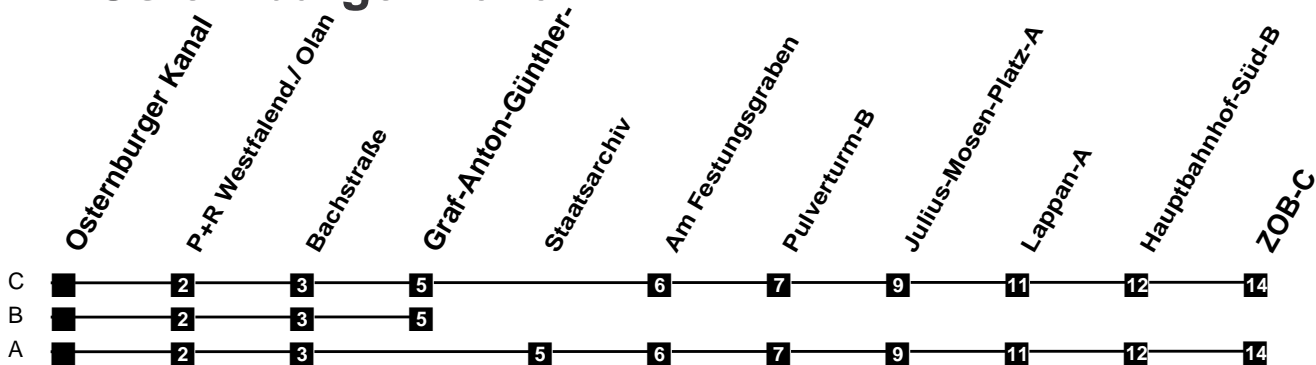 Osternburger Kanal
P+R Westfalend./ Olan
Bachstraße
Graf-Anton-Günther-
Staatsarchiv
Am Festungsgraben
Pulverturm-B
Julius-Mosen-Platz-A
Lappan-A
Hauptbahnhof-Süd-B
ZOB-C
C 2 3 5 6 7 9 11 12 14
B 2 3 5
A 2 3 5 6 7 9 11 12 14